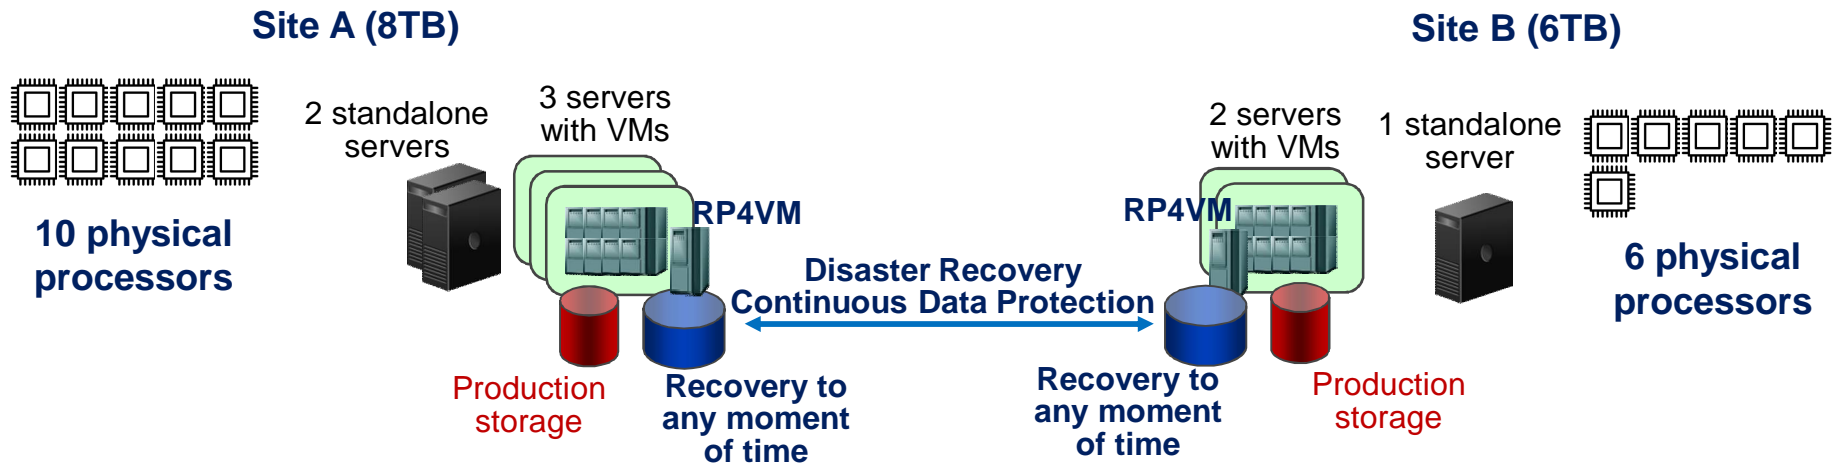 Site A (8TB)
Site B (6TB)
10 physical
processors
2 standalone
servers
3 servers
with VMs
RP4VM
Production
storage
Recovery to
any moment
of time
Disaster Recovery
Continuous Data Protection
RP4VM
2 servers
with VMs
Recovery to
any moment
of time
Production
storage
1 standalone
server
6 physical
processors